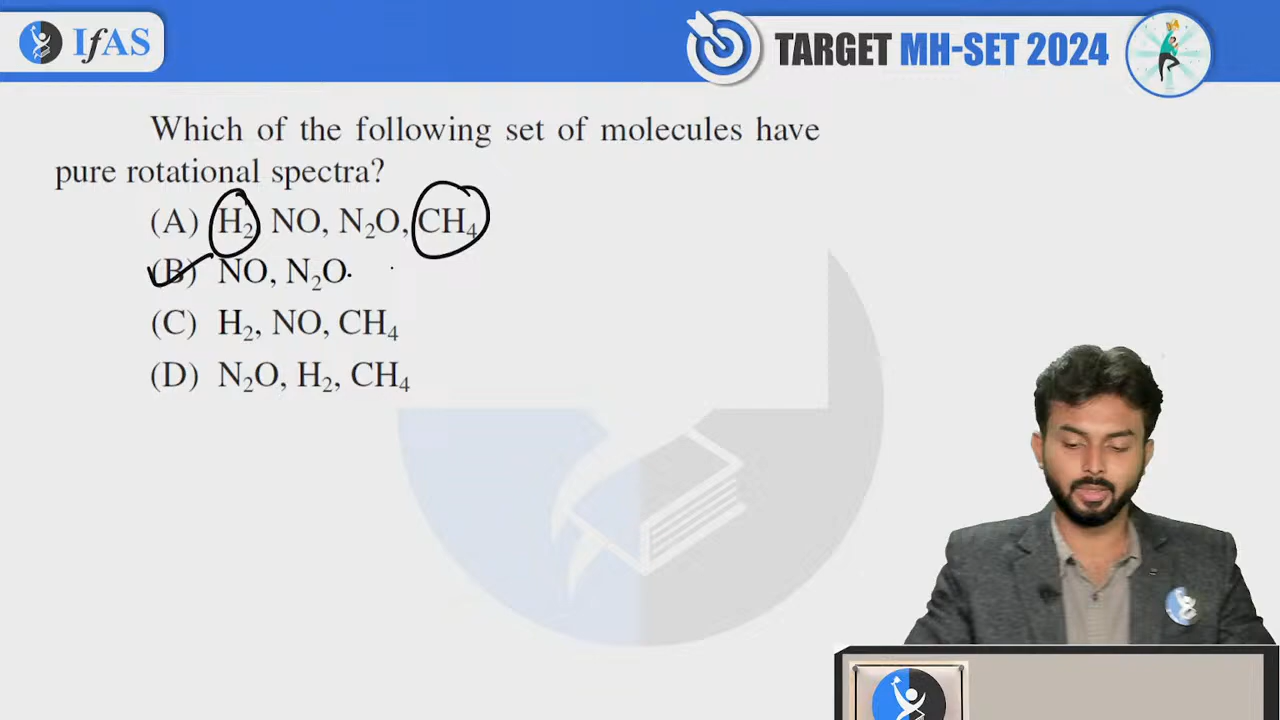 IfAS
TARGET MH-SET 2024
Which of the following set of molecules have
pure rotational spectra?
(A) H₂ NO, N₂O, CH₄
(B) NO, N₂O
(C) H₂, NO, CH₄
(D) N₂O, H₂, CH₄